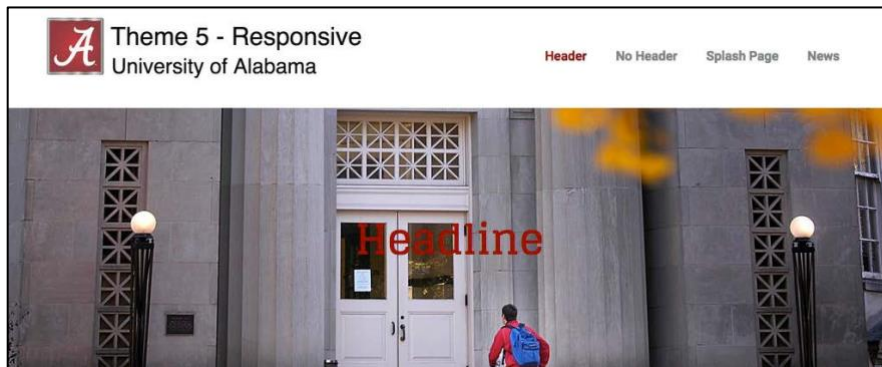 A
Theme 5 - Responsive
University of Alabama
Header No Header Splash Page News
Headline